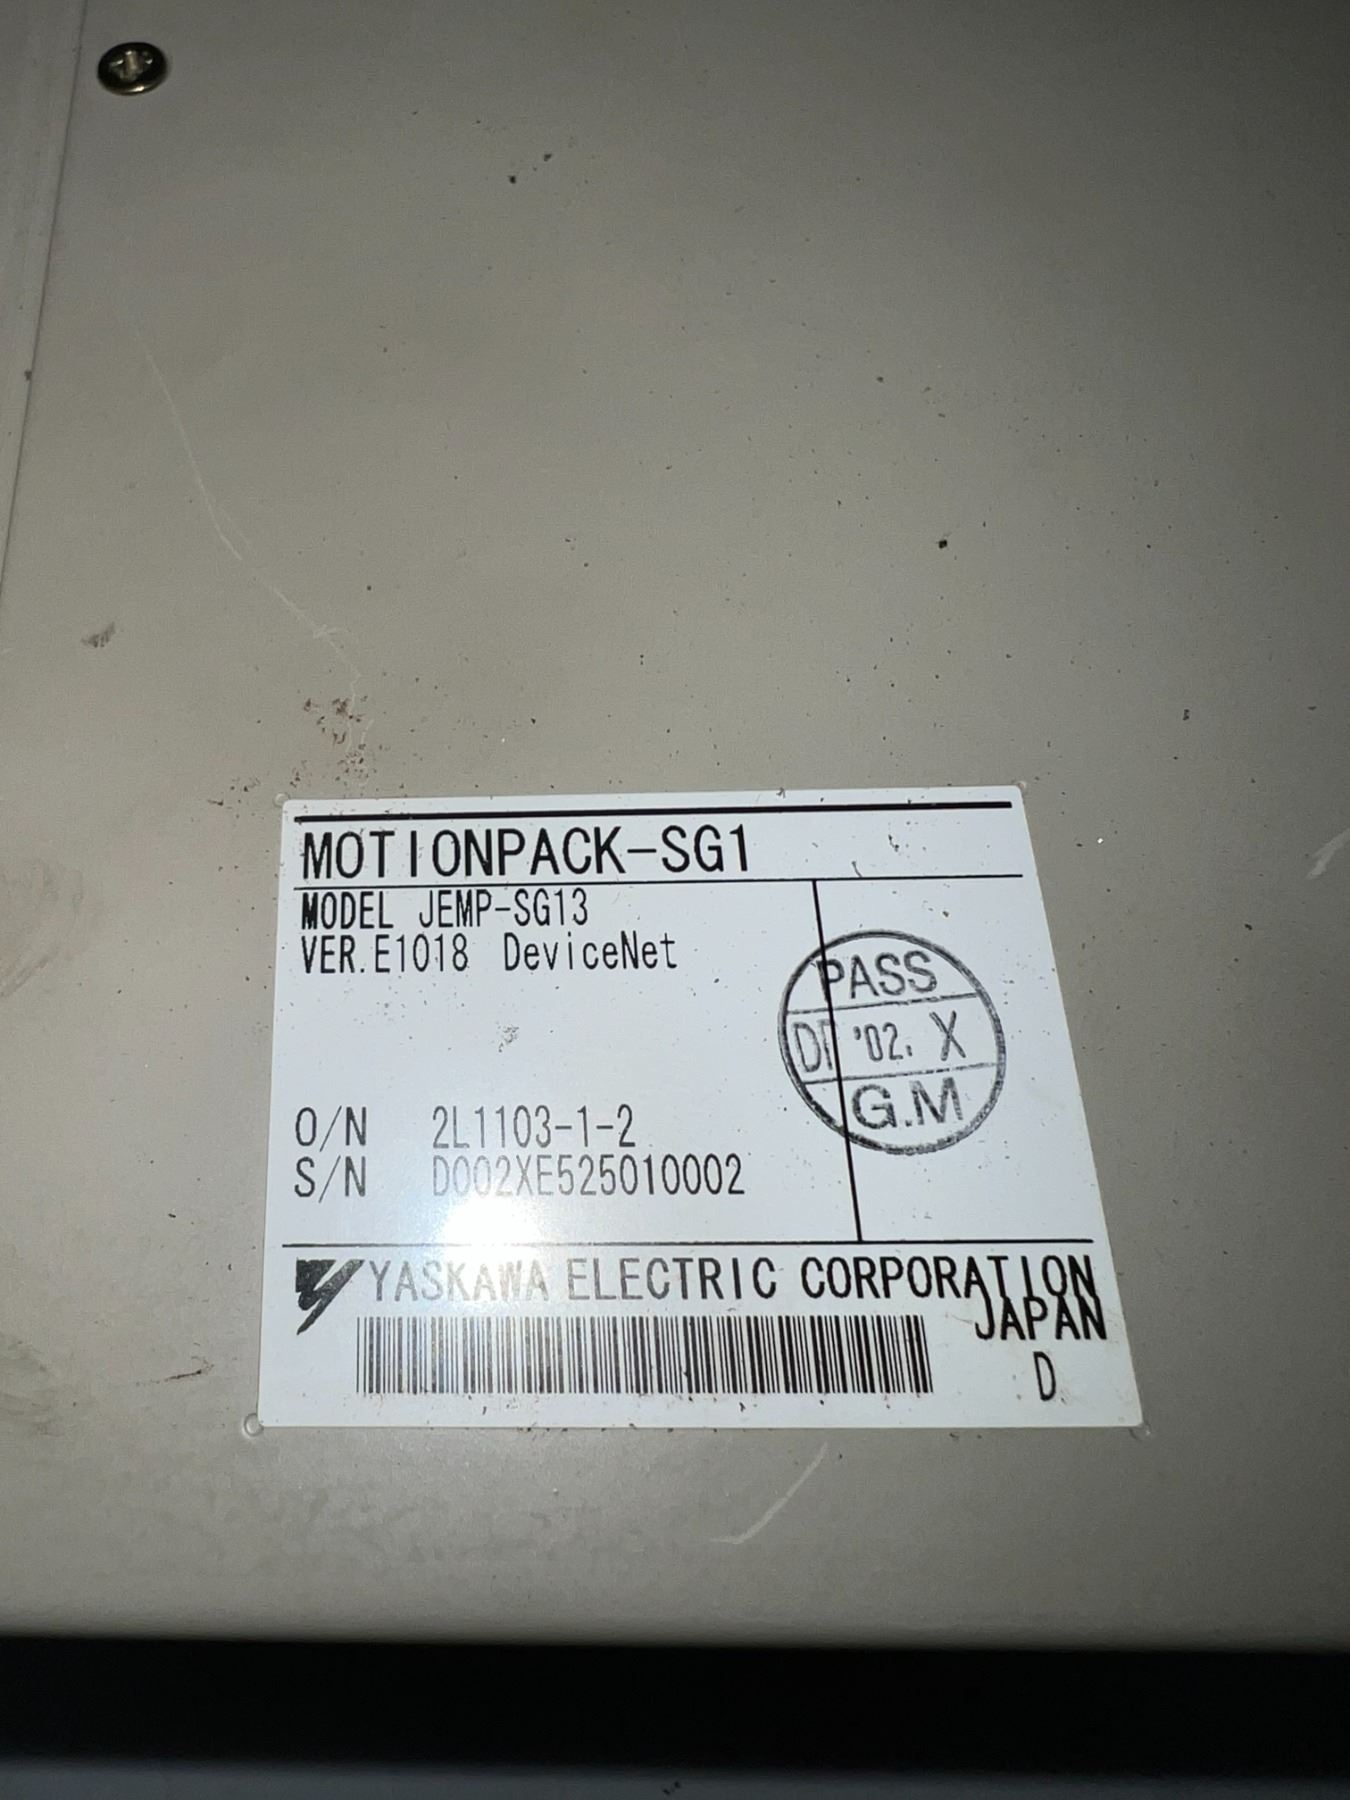 MOTIONPACK-SG1
MODEL JEMP-SG13
VER.E1018 DeviceNet
PASS
'02. X
G.M
O/N 2L1103-1-2
S/N D002XE525010002
YASKAWA ELECTRIC CORPORATION
JAPAN
D